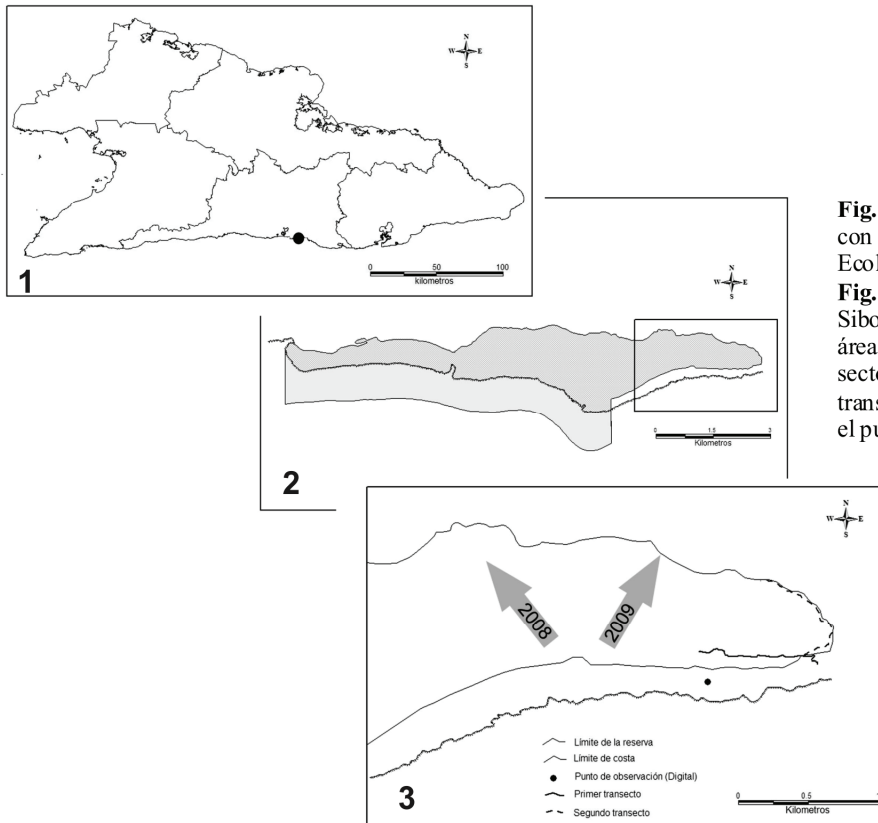 N
W E
S
0 50 100
kilometros
1
Fig.
con
Ecol
Fig.
Sibo
área
secto
trans
el pu
N
W E
S
0 1.5 3
Kilometros
2
N
W E
S
2008
2009
Límite de la reserva
Límite de costa
Punto de observación (Digital)
Primer transecto
Segundo transecto
0 0.5 1
Kilometros
3